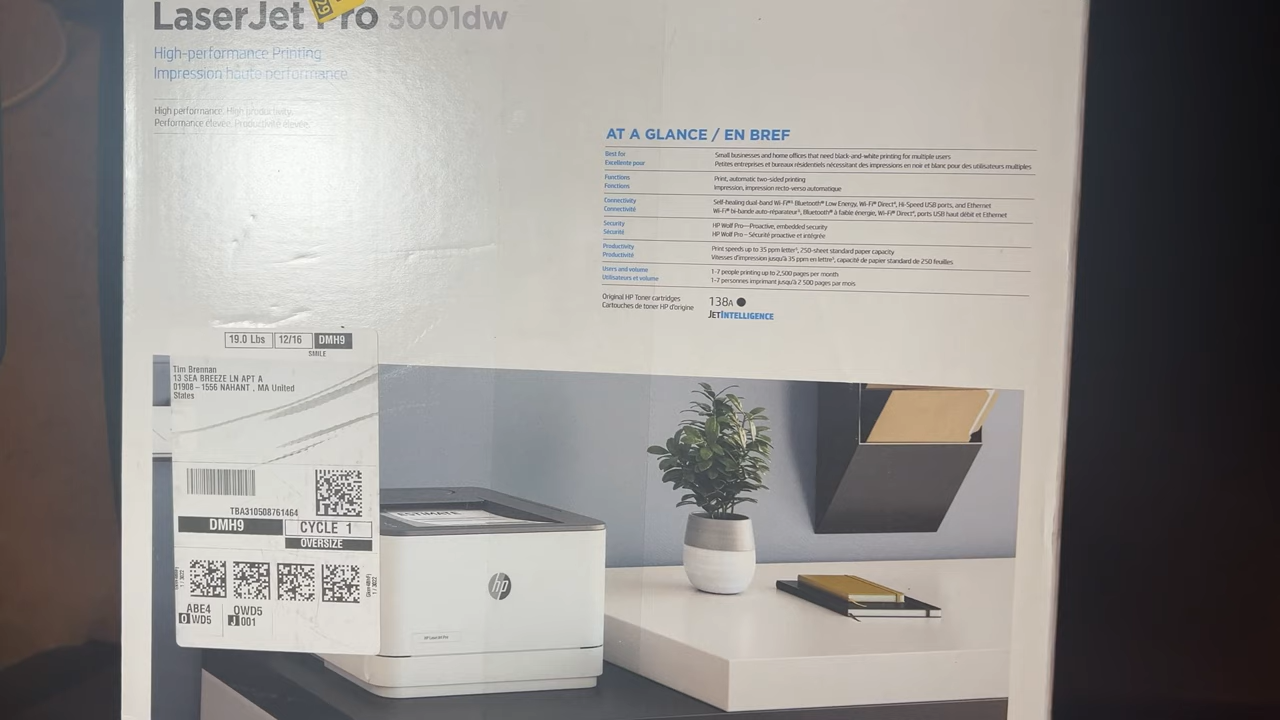 LaserJet Pro 3001dw
High-performance Printing
Impression haute performance
High performance. High productivity.
Performance élevée. Productivité élevée.
AT A GLANCE / EN BREF
Best for
Excellente pour
Small businesses and home offices that need black-and-white printing for multiple users
Petites entreprises et bureaux résidentiels nécessitant des impressions en noir et blanc pour des utilisateurs multiples
Functions
Fonctions
Print, automatic two-sided printing
Impression, impression recto-verso automatique
Connectivity
Connectivité
Self-healing dual-band Wi-Fi® Bluetooth® Low Energy, Wi-Fi® Direct, Hi-Speed USB ports, and Ethernet
Wi-Fi® bi-bande auto-réparateur, Bluetooth® à faible énergie, Wi-Fi® Direct, ports USB haut débit et Ethernet
Security
Sécurité
HP Wolf Pro—Proactive, embedded security
HP Wolf Pro – Sécurité proactive et intégrée
Productivity
Productivité
Print speeds up to 35 ppm letter, 250-sheet standard paper capacity
Vitesses d'impression jusqu'à 35 ppm en lettre, capacité de papier standard de 250 feuilles
Users and volume
Utilisateurs et volume
1-7 people printing up to 2,500 pages per month
1-7 personnes imprimant jusqu'à 2 500 pages par mois
Original HP Toner cartridges
Cartouches de toner HP d'origine
138A
JETINTELLIGENCE
19.0 Lbs 12/16 DMH9
SMILE
Tim Brennan
13 SEA BREEZE LN APT A
01908-1556 NAHANT , MA United
States
TBA310508761464
DMH9 CYCLE 1
OVERSIZE
ABE4 QWD5
0 WD5 J 001
ESTIMATE
hp
HP LaserJet Pro